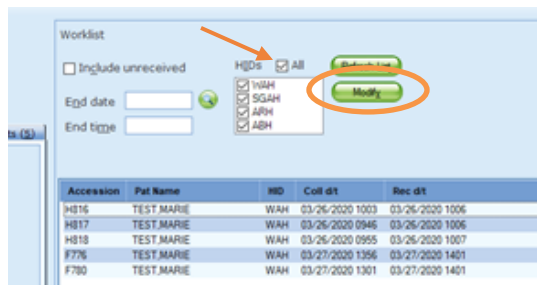 Worklist
Include unreceived
HIDs All
Refresh List
WAH
SGAH
ARH
ABH
Modify
End date
End time
ts (S)
Accession Pat Name HID Coll d/t Rec d/t
H816 TEST,MARIE WAH 03/26/2020 1003 03/26/2020 1006
H817 TEST,MARIE WAH 03/26/2020 0946 03/26/2020 1006
H818 TEST,MARIE WAH 03/26/2020 0955 03/26/2020 1007
F776 TEST,MARIE WAH 03/27/2020 1356 03/27/2020 1401
F780 TEST,MARIE WAH 03/27/2020 1301 03/27/2020 1401